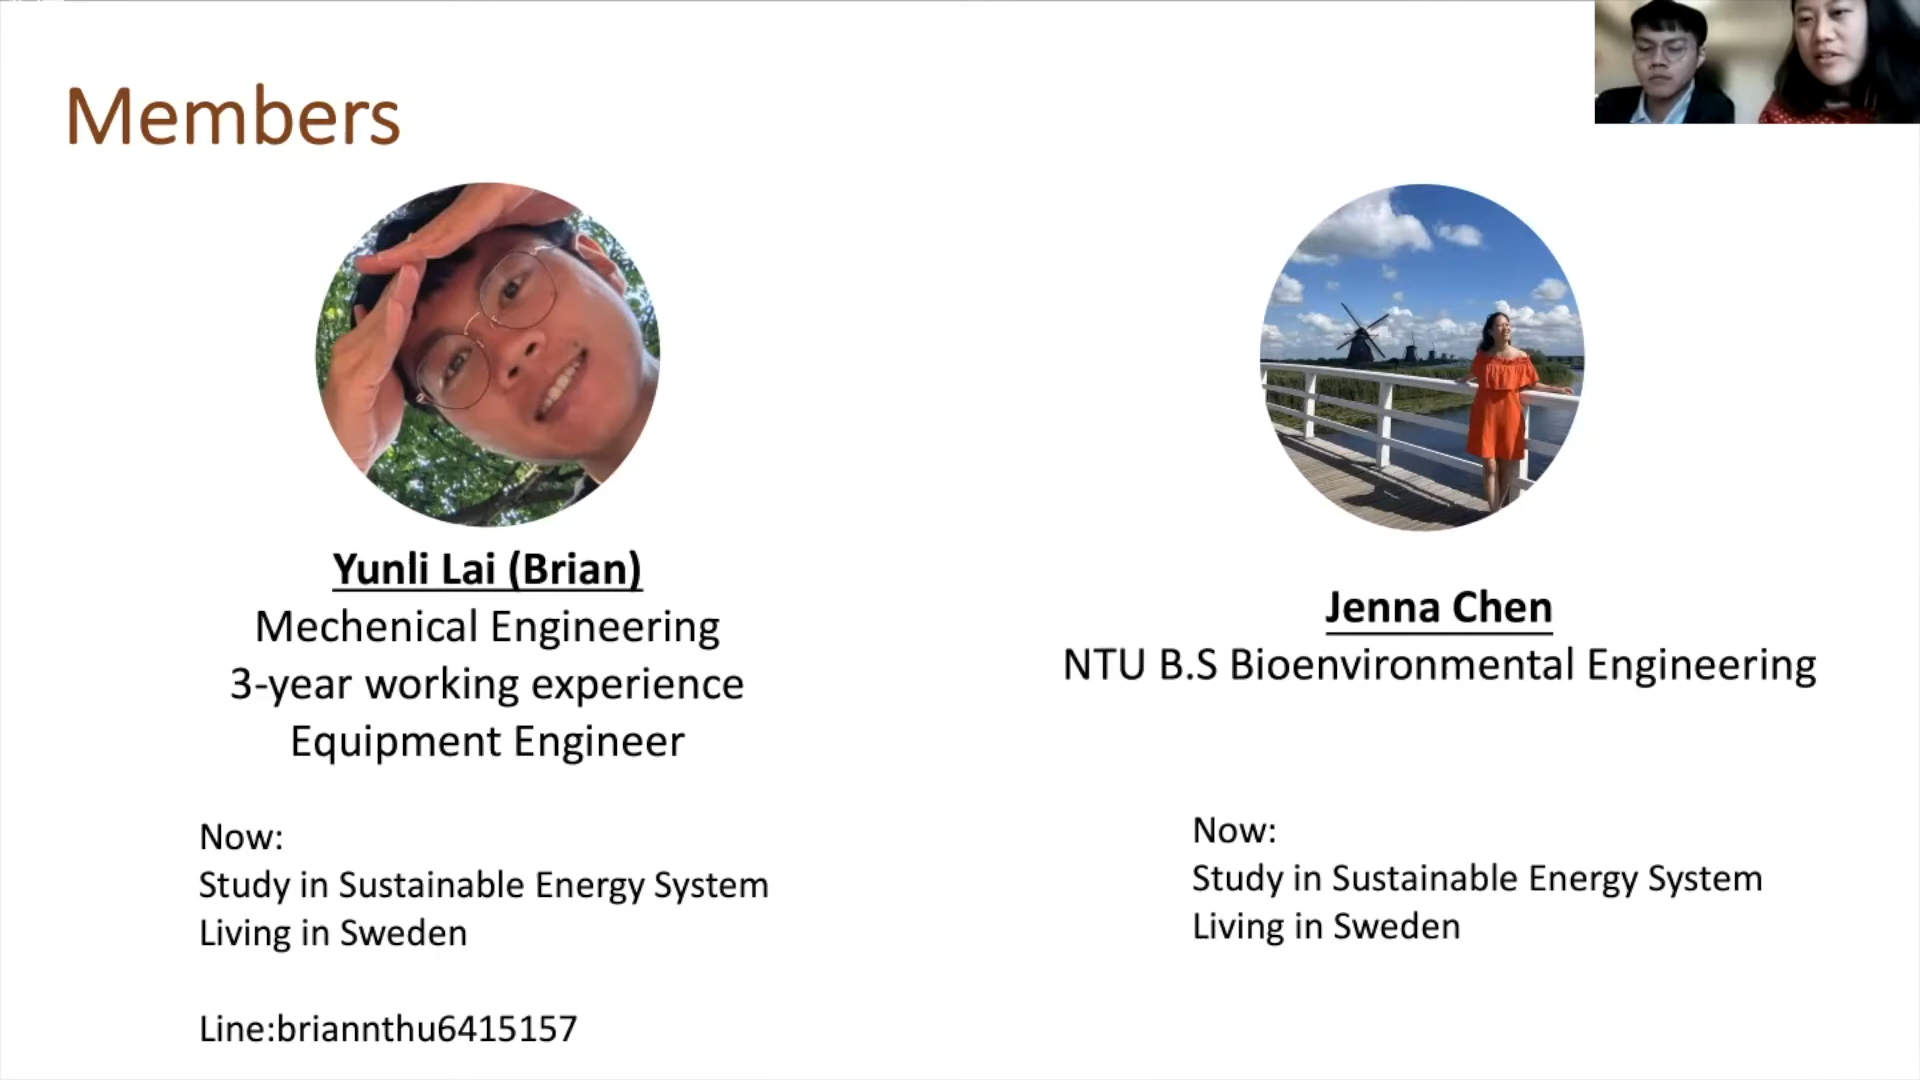 Members
Yunli Lai (Brian)
Mechenical Engineering
3-year working experience
Equipment Engineer
Now:
Study in Sustainable Energy System
Living in Sweden
Line:briannthu6415157
Jenna Chen
NTU B.S Bioenvironmental Engineering
Now:
Study in Sustainable Energy System
Living in Sweden